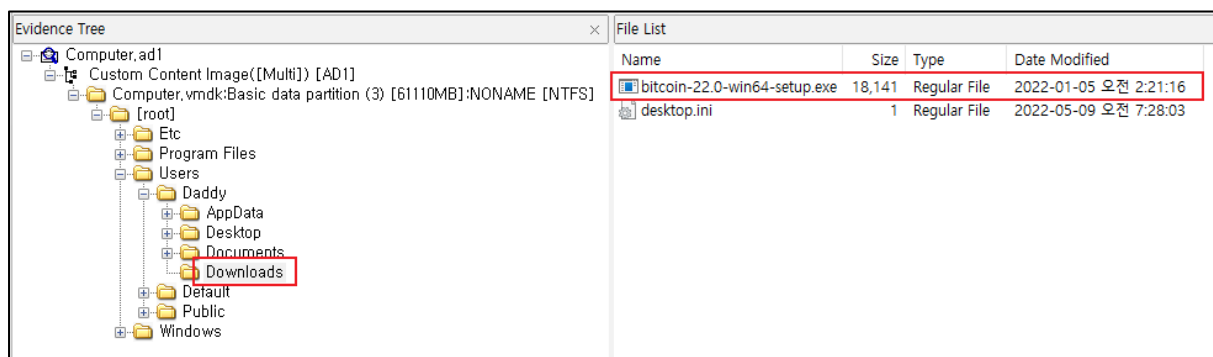 Evidence Tree
Computer.ad1
Custom Content Image([Multi]) [AD1]
Computer.vmdk:Basic data partition (3) [61110MB]:NONAME [NTFS]
[root]
Etc
Program Files
Users
Daddy
AppData
Desktop
Documents
Downloads
Default
Public
Windows
File List
Name Size Type Date Modified
bitcoin-22.0-win64-setup.exe 18,141 Regular File 2022-01-05 오전 2:21:16
desktop.ini 1 Regular File 2022-05-09 오전 7:28:03